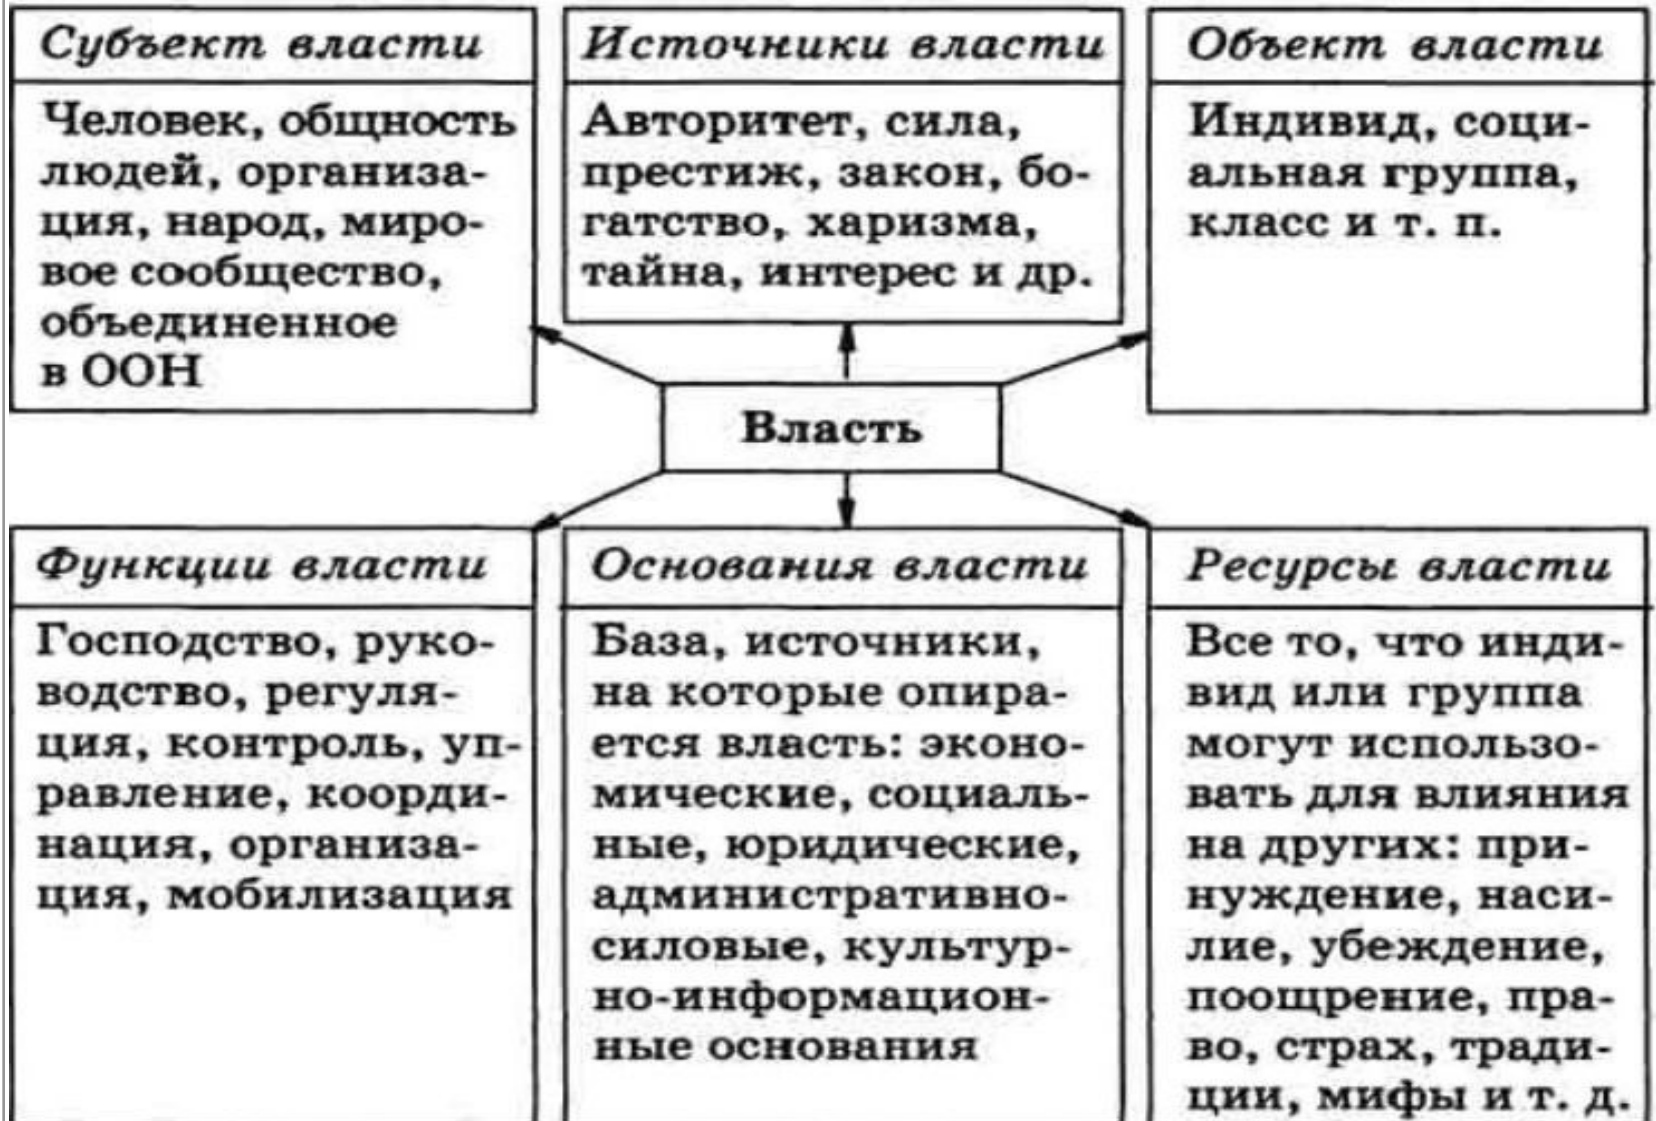 Субъект власти
Человек, общность
людей, организа-
ция, народ, миро-
вое сообщество,
объединенное
в ООН
Источники власти
Авторитет, сила,
престиж, закон, бо-
гатство, харизма,
тайна, интерес и др.
Объект власти
Индивид, соци-
альная группа,
класс и т. п.
Власть
Функции власти
Господство, руко-
водство, регуля-
ция, контроль, уп-
равление, коорди-
нация, организа-
ция, мобилизация
Основания власти
База, источники,
на которые опира-
ется власть: эконо-
мические, социаль-
ные, юридические,
административно-
силовые, культур-
но-информацион-
ные основания
Ресурсы власти
Все то, что инди-
вид или группа
могут использо-
вать для влияния
на других: при-
нуждение, наси-
лие, убеждение,
поощрение, пра-
во, страх, тради-
ции, мифы и т. д.